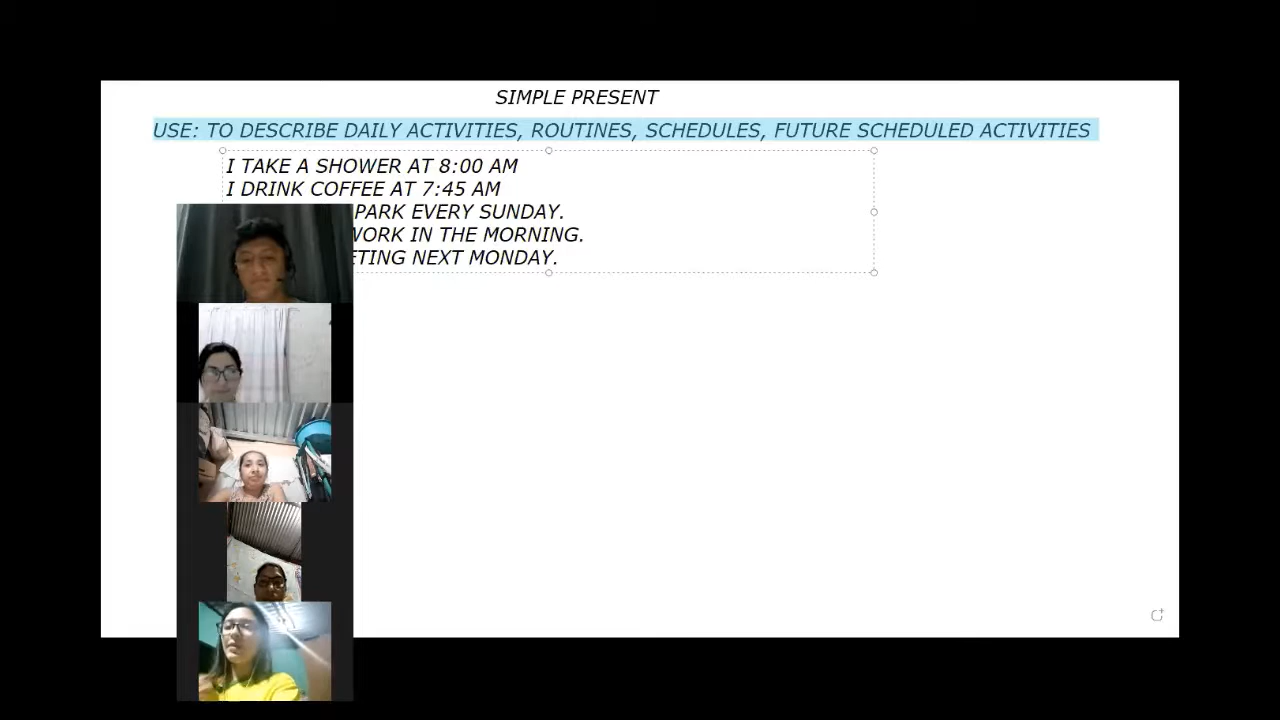 SIMPLE PRESENT
USE: TO DESCRIBE DAILY ACTIVITIES, ROUTINES, SCHEDULES, FUTURE SCHEDULED ACTIVITIES
I TAKE A SHOWER AT 8:00 AM
I DRINK COFFEE AT 7:45 AM
PARK EVERY SUNDAY.
WORK IN THE MORNING.
ETING NEXT MONDAY.